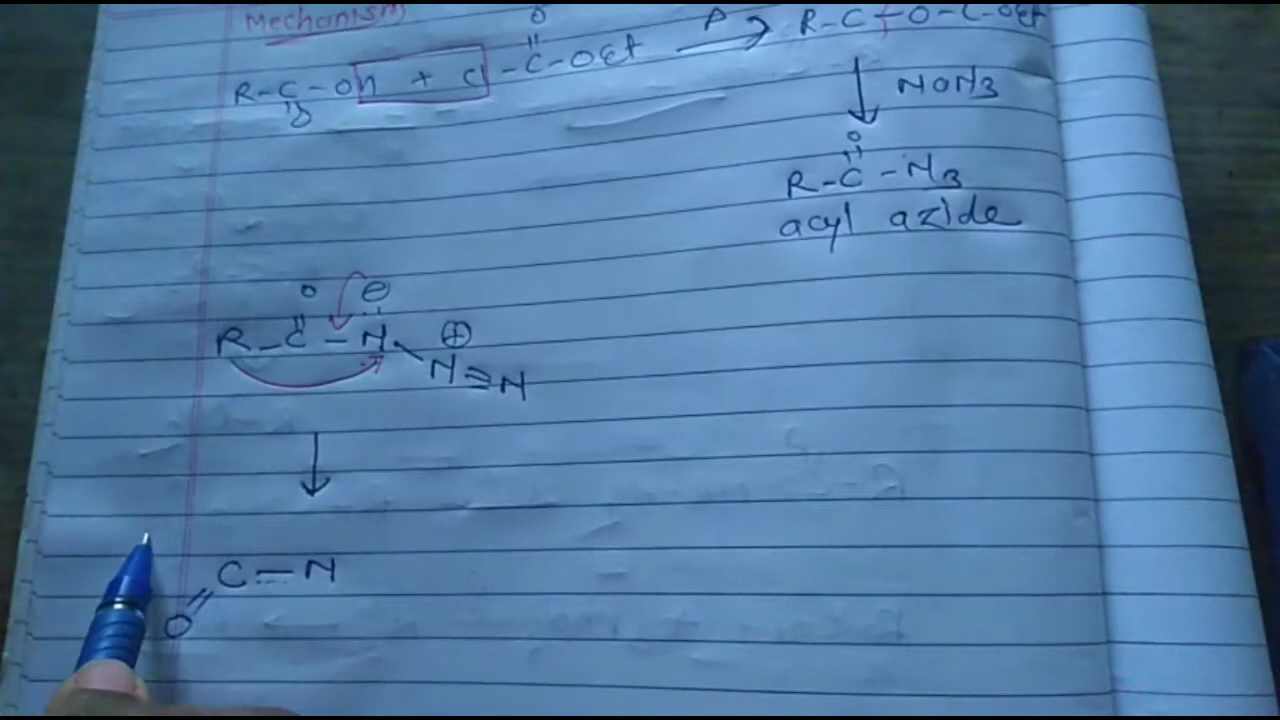 Mechanism
O O
R-C-OH + Cl-C-OEt → R-C-O-C-OEt
O
NaN3
O
R-C-N3
acyl azide
O ⊖
R-C-N ⊕
N≡N
C=N
O